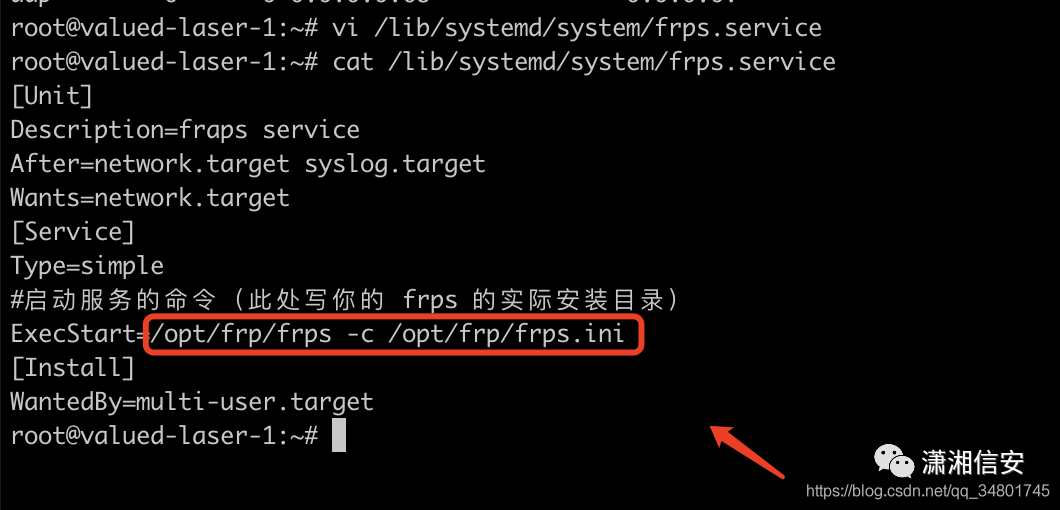 root@valued-laser-1:~# vi /lib/systemd/system/frps.service
root@valued-laser-1:~# cat /lib/systemd/system/frps.service
[Unit]
Description=fraps service
After=network.target syslog.target
Wants=network.target
[Service]
Type=simple
#启动服务的命令（此处写你的 frps 的实际安装目录）
ExecStart=/opt/frp/frps -c /opt/frp/frps.ini
[Install]
WantedBy=multi-user.target
root@valued-laser-1:~#
潇湘信安
https://blog.csdn.net/qq_34801745